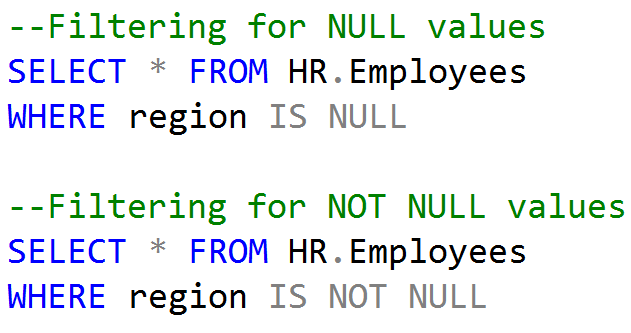 --Filtering for NULL values
SELECT * FROM HR.Employees
WHERE region IS NULL
--Filtering for NOT NULL values
SELECT * FROM HR.Employees
WHERE region IS NOT NULL